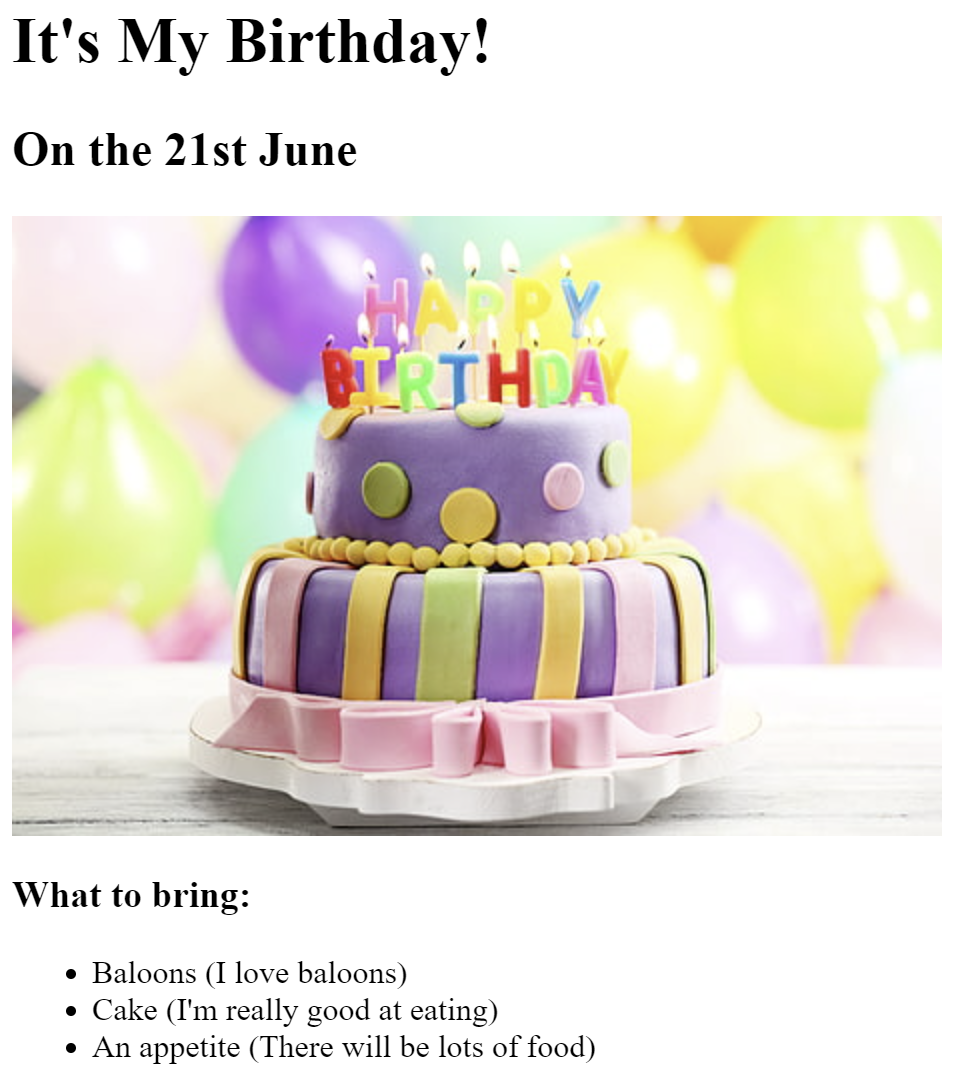 It's My Birthday!
On the 21st June
HAPPY
BIRTHDAY
What to bring:
Baloons (I love baloons)
Cake (I'm really good at eating)
An appetite (There will be lots of food)